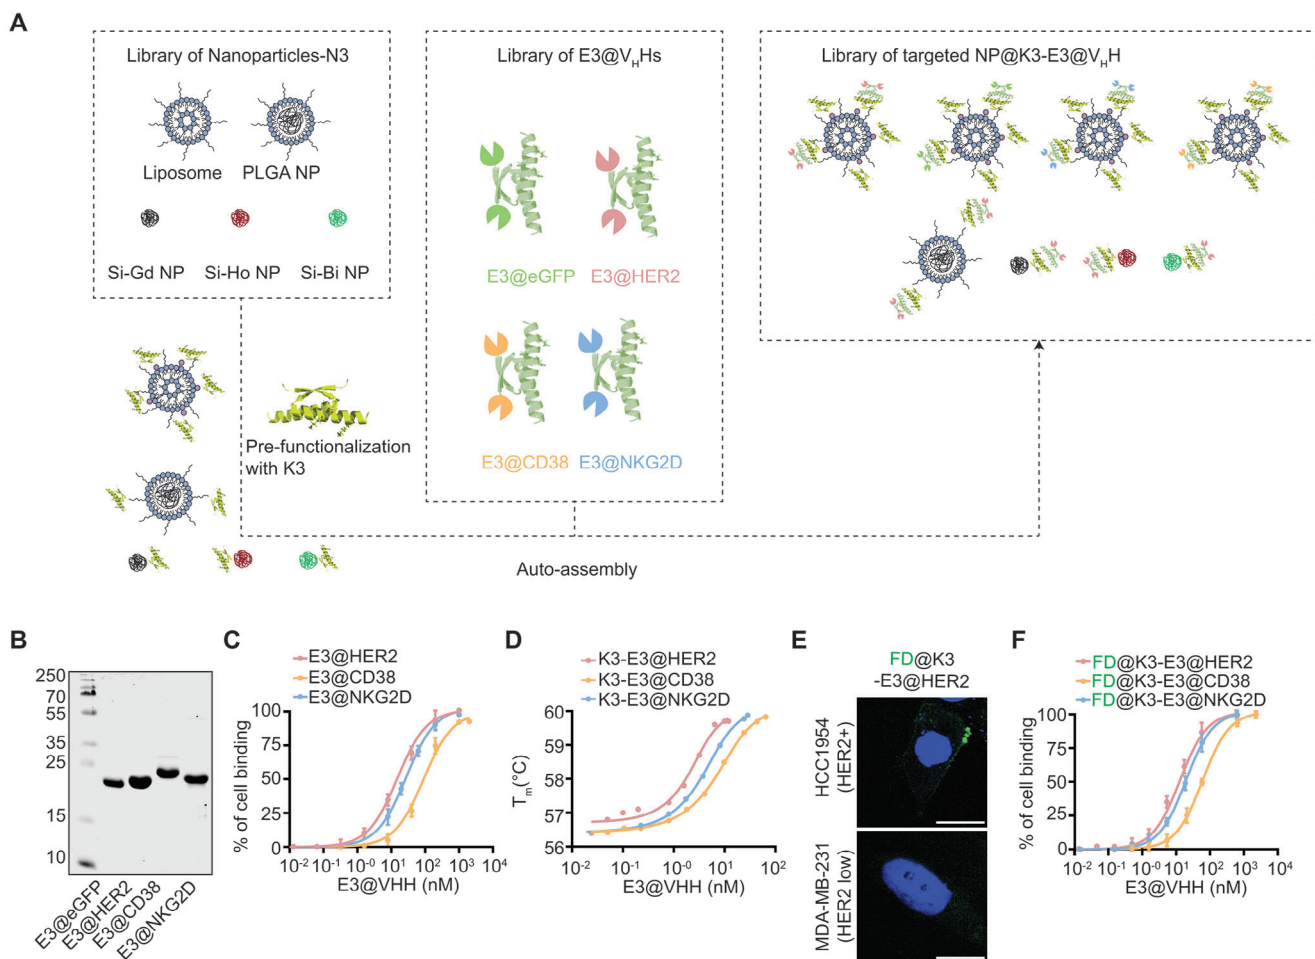 A
Library of Nanoparticles-N3
Liposome
PLGA NP
Si-Gd NP
Si-Ho NP
Si-Bi NP
Pre-functionalization
with K3
Library of E3@VHHs
E3@eGFP
E3@HER2
E3@CD38
E3@NKG2D
Library of targeted NP@K3-E3@VHH
Auto-assembly
B
250
70
55
35
25
15
10
E3@eGFP
E3@HER2
E3@CD38
E3@NKG2D
C
E3@HER2
E3@CD38
E3@NKG2D
% of cell binding
100
75
50
25
0
10-2
10-0
102
104
E3@VHH (nM)
D
K3-E3@HER2
K3-E3@CD38
K3-E3@NKG2D
Tm(°C)
60
59
58
57
56
10-2
10-1
10-0
101
102
E3@VHH (nM)
E
FD@K3
-E3@HER2
HCC1954
(HER2+)
MDA-MB-231
(HER2 low)
F
FD@K3-E3@HER2
FD@K3-E3@CD38
FD@K3-E3@NKG2D
% of cell binding
100
75
50
25
0
10-2
10-0
101
102
104
E3@VHH (nM)